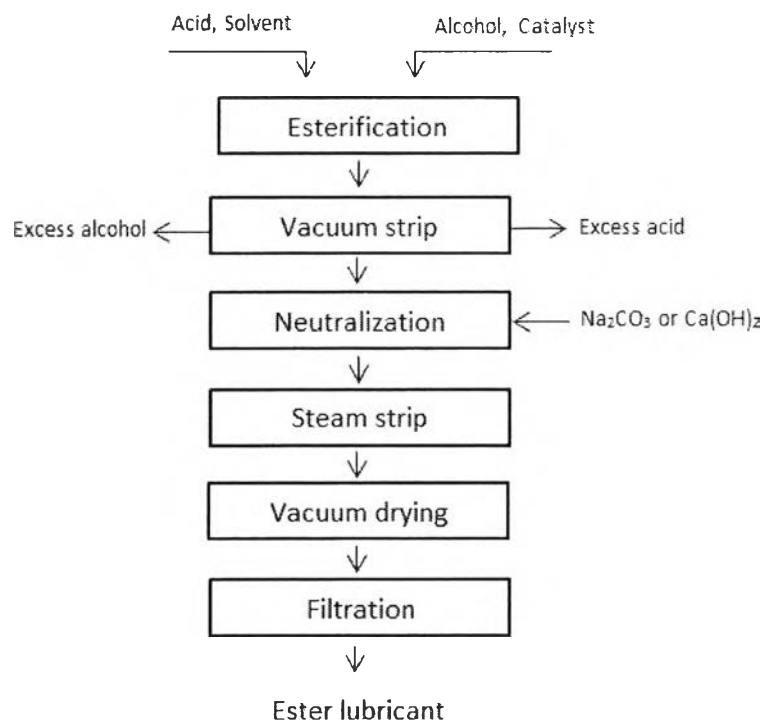 Acid, Solvent
Alcohol, Catalyst
Esterification
Excess alcohol
Vacuum strip
Excess acid
Neutralization
Na₂CO₃ or Ca(OH)₂
Steam strip
Vacuum drying
Filtration
Ester lubricant